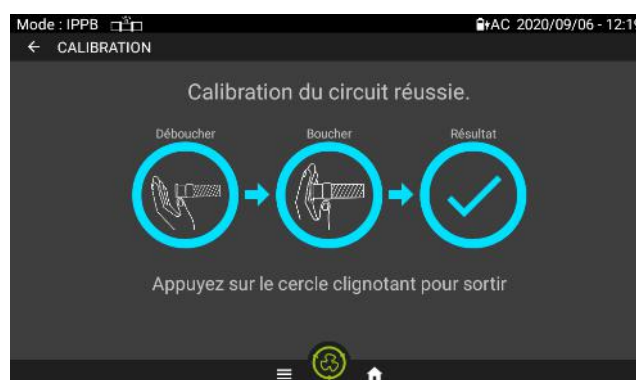 Mode : IPPB AC 2020/09/06 - 12:19
← CALIBRATION
Calibration du circuit réussie.
Déboucher Boucher Résultat
Appuyez sur le cercle clignotant pour sortir